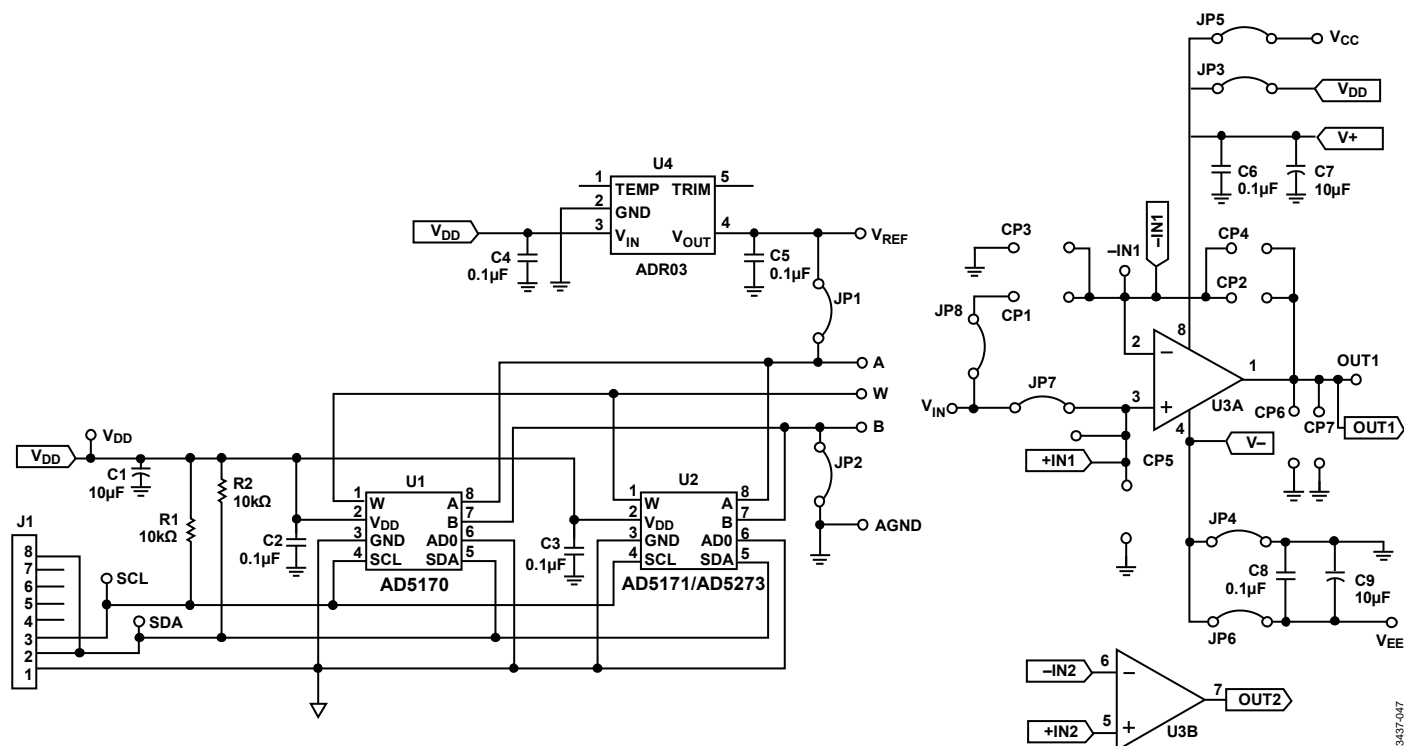 JP5
VCC
JP3
VDD
V+
C6
0.1µF
C7
10µF
U4
1
TEMP
TRIM
5
2
GND
VDD
3
VIN
VOUT
4
VREF
ADR03
C4
0.1µF
C5
0.1µF
JP1
CP3
–IN1
–IN1
CP4
CP2
JP8
CP1
8
2
–
1
OUT1
VIN
JP7
3
+
U3A
4
CP6
CP7
OUT1
V–
+IN1
CP5
A
W
B
VDD
VDD
C1
10µF
R1
10kΩ
R2
10kΩ
C2
0.1µF
U1
1
W
A
8
2
VDD
B
7
3
GND
AD0
6
4
SCL
SDA
5
AD5170
C3
0.1µF
U2
1
W
A
8
2
VDD
B
7
3
GND
AD0
6
4
SCL
SDA
5
AD5171/AD5273
JP2
AGND
J1
8
7
6
5
4
3
2
1
SCL
SDA
JP4
C8
0.1µF
C9
10µF
JP6
VEE
–IN2
6
–
7
OUT2
+IN2
5
+
U3B
3437-047